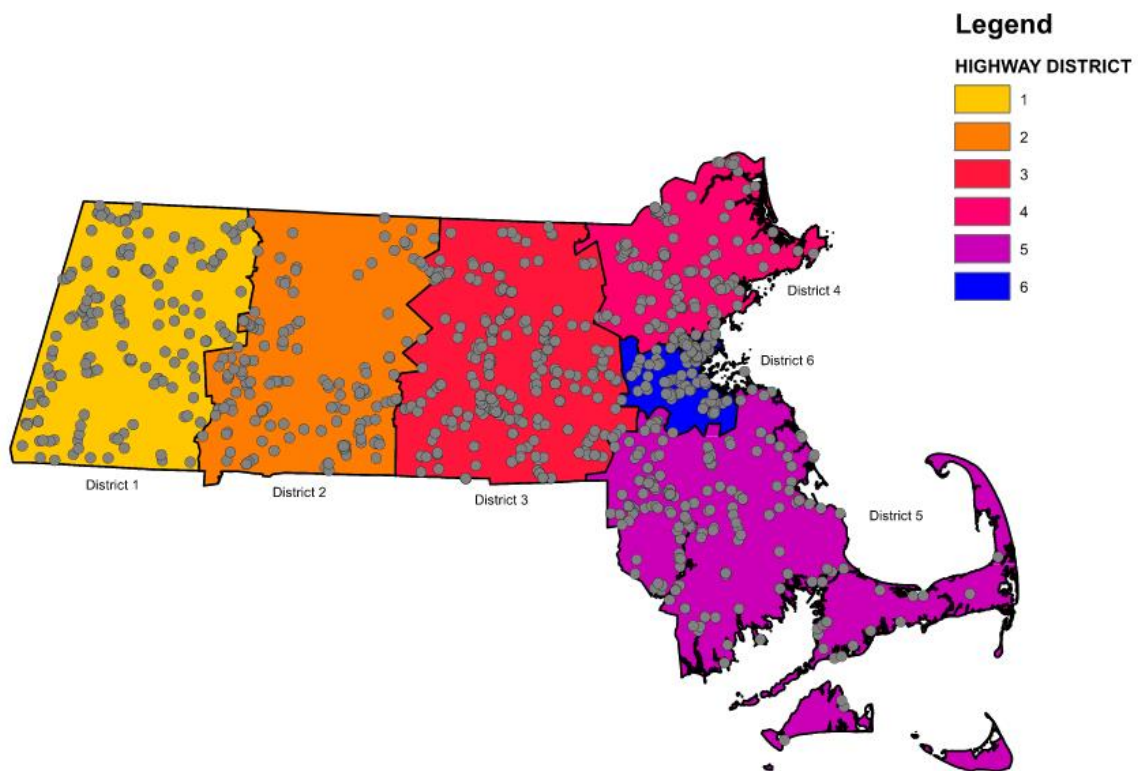 Legend
HIGHWAY DISTRICT
1
2
3
4
5
6
District 4
District 6
District 1
District 2
District 3
District 5